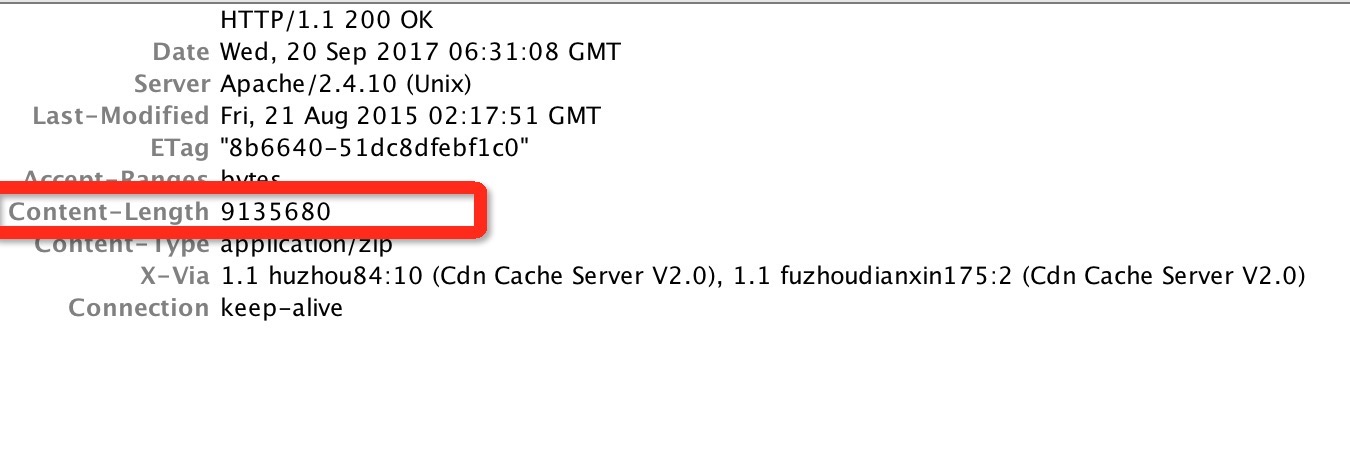 HTTP/1.1 200 OK
Date Wed, 20 Sep 2017 06:31:08 GMT
Server Apache/2.4.10 (Unix)
Last-Modified Fri, 21 Aug 2015 02:17:51 GMT
ETag "8b6640-51dc8dfebf1c0"
Accept-Ranges bytes
Content-Length 9135680
Content-Type application/zip
X-Via 1.1 huzhou84:10 (Cdn Cache Server V2.0), 1.1 fuzhoudianxin175:2 (Cdn Cache Server V2.0)
Connection keep-alive